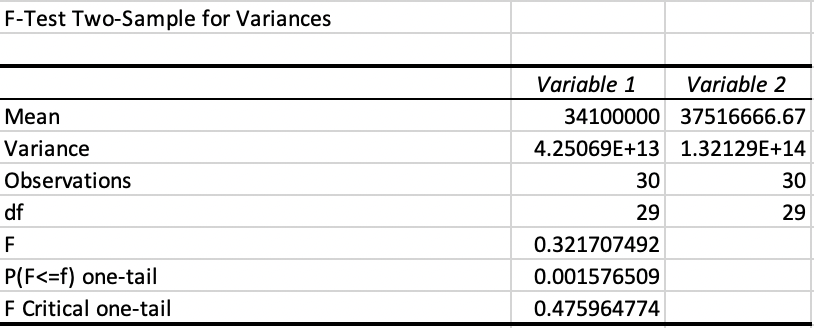 F-Test Two-Sample for Variances
Variable 1 Variable 2
Mean 34100000 37516666.67
Variance 4.25069E+13 1.32129E+14
Observations 30 30
df 29 29
F 0.321707492
P(F<=f) one-tail 0.001576509
F Critical one-tail 0.475964774